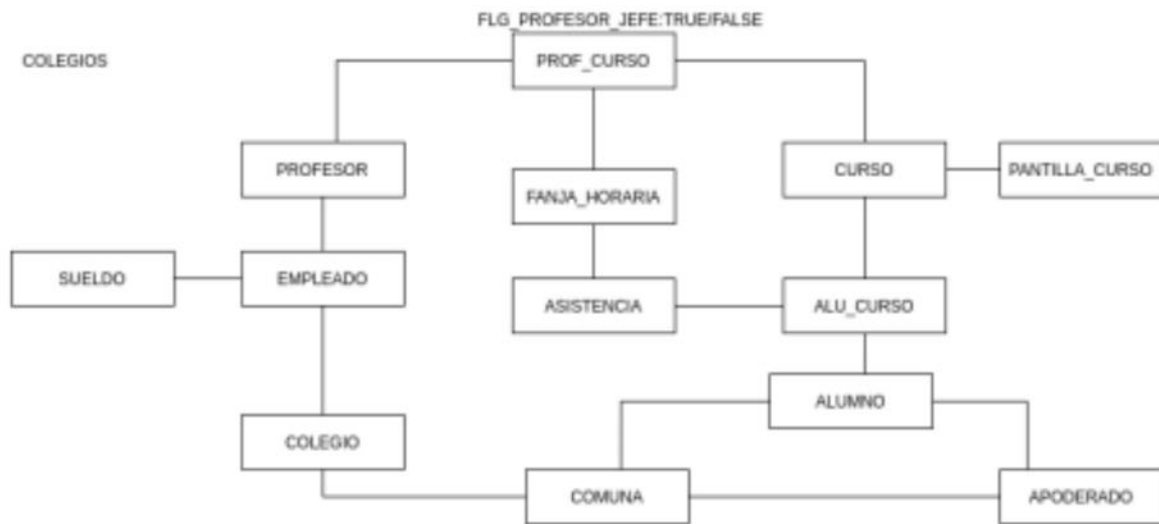 FLG_PROFESOR_JEFE:TRUE/FALSE
COLEGIOS
PROF_CURSO
PROFESOR
CURSO
PANTILLA_CURSO
FANJA_HORARIA
SUELDO
EMPLEADO
ASISTENCIA
ALU_CURSO
ALUMNO
COLEGIO
COMUNA
APODERADO